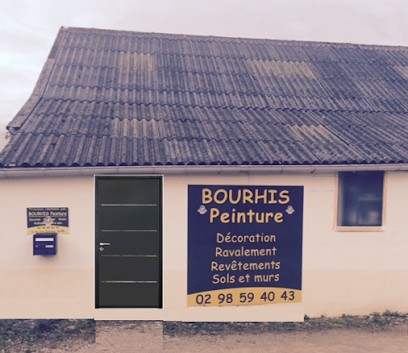 BOURHIS Peinture
BOURHIS
Peinture
Décoration
Ravalement
Revêtements
Sols et murs
02 98 59 40 43